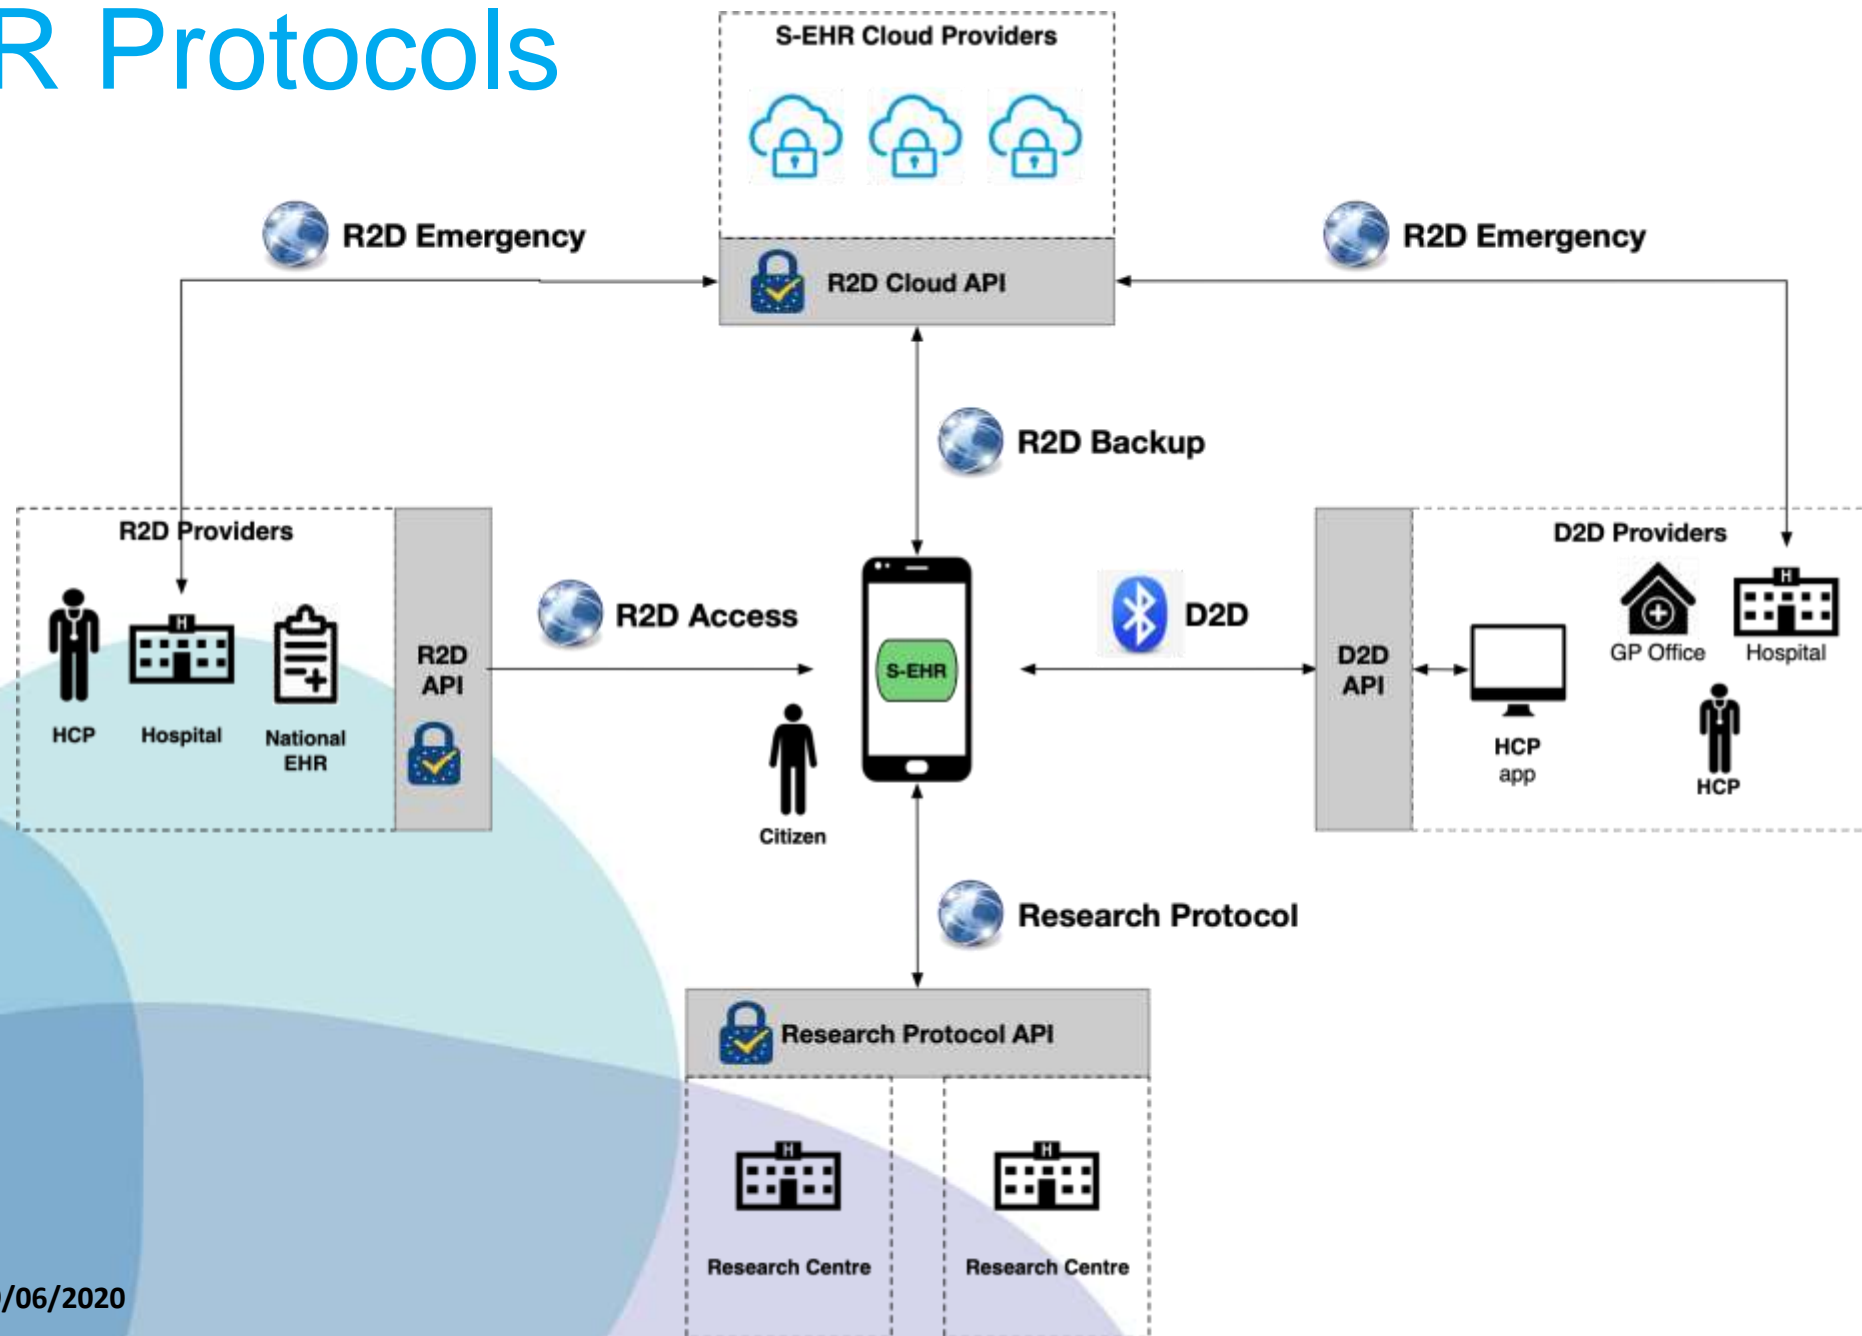 R Protocols
S-EHR Cloud Providers
R2D Emergency
R2D Emergency
R2D Cloud API
R2D Backup
R2D Providers
D2D Providers
R2D Access
D2D
HCP
Hospital
National
EHR
R2D
API
S-EHR
Citizen
D2D
API
GP Office
Hospital
HCP
app
HCP
Research Protocol
Research Protocol API
Research Centre
Research Centre
/06/2020